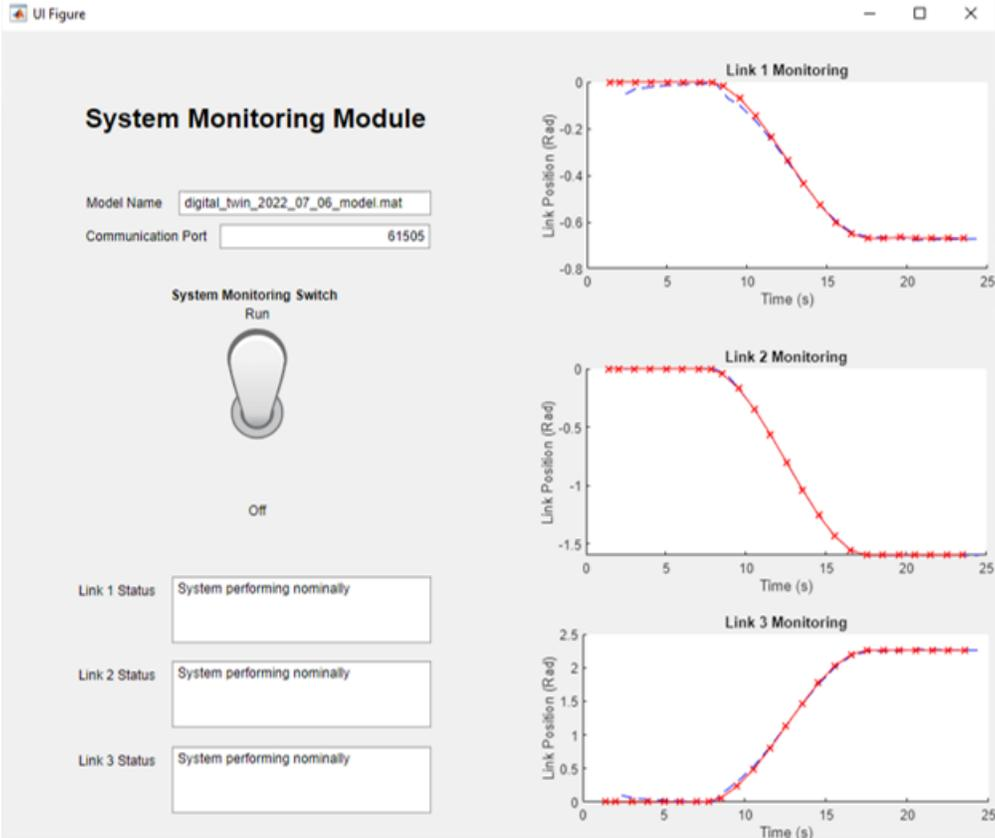 UI Figure
System Monitoring Module
Model Name digital_twin_2022_07_06_model.mat
Communication Port 61505
System Monitoring Switch
Run
Off
Link 1 Status System performing nominally
Link 2 Status System performing nominally
Link 3 Status System performing nominally
Link 1 Monitoring
Link Position (Rad)
0
-0.2
-0.4
-0.6
-0.8
0 5 10 15 20 25
Time (s)
Link 2 Monitoring
Link Position (Rad)
0
-0.5
-1
-1.5
0 5 10 15 20 25
Time (s)
Link 3 Monitoring
Link Position (Rad)
2.5
2
1.5
1
0.5
0
0 5 10 15 20 25
Time (s)